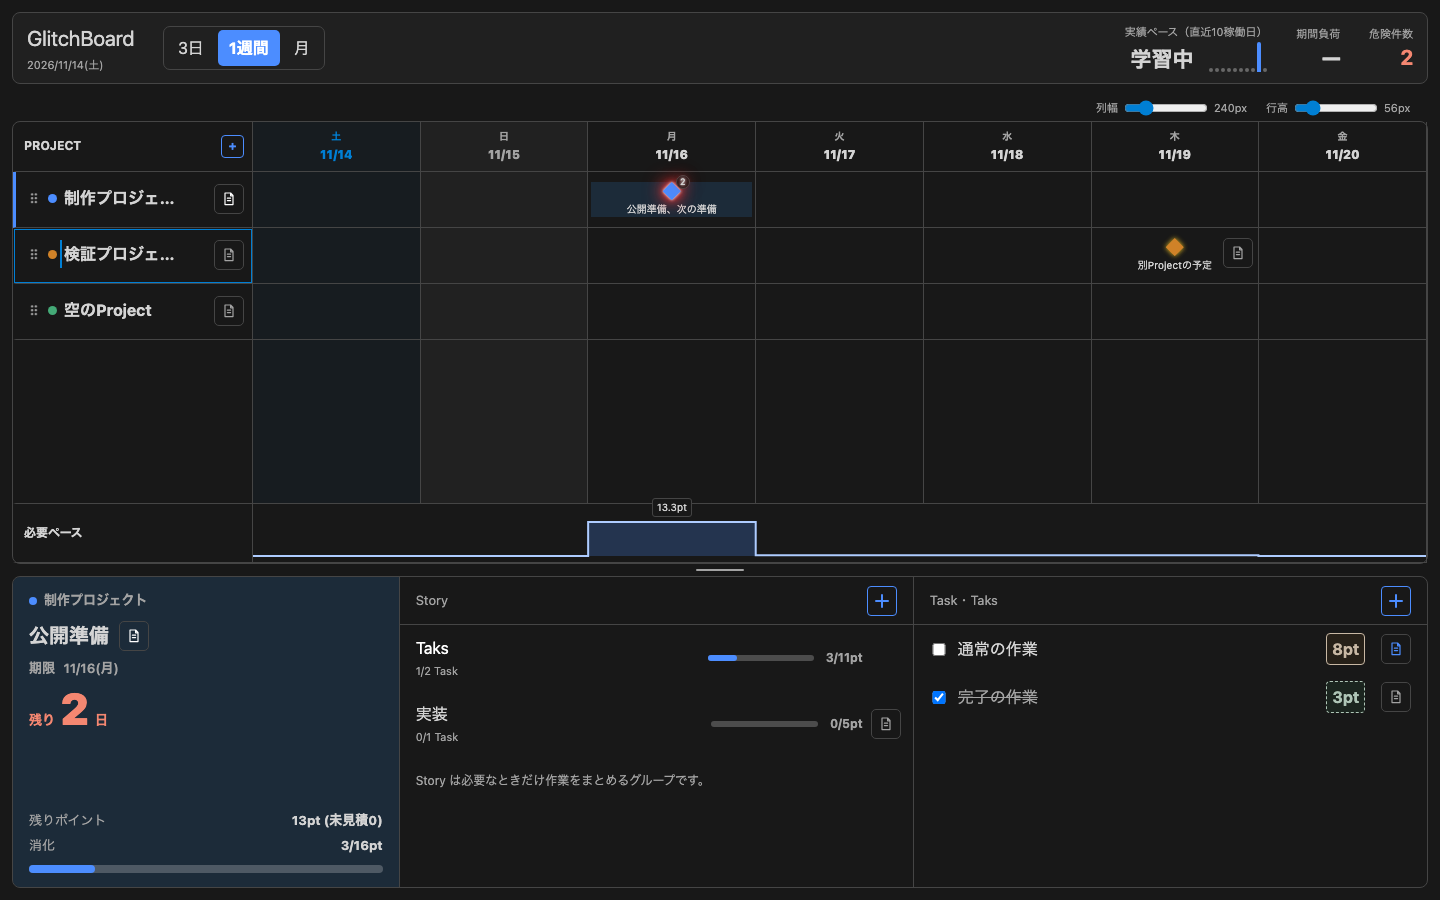 GlitchBoard
2026/11/14(土)
3日 1週間 月
実績ペース（直近10稼働日）
学習中
期間負荷
—
危険件数
2
列幅 240px 行高 56px
PROJECT +
土
11/14
日
11/15
月
11/16
火
11/17
水
11/18
木
11/19
金
11/20
制作プロジェ...
2
公開準備、次の準備
検証プロジェ...
別Projectの予定
空のProject
必要ペース
13.3pt
制作プロジェクト
公開準備
期限 11/16(月)
残り 2 日
残りポイント 13pt (未見積0)
消化 3/16pt
Story +
Taks
1/2 Task
3/11pt
実装
0/1 Task
0/5pt
Story は必要なときだけ作業をまとめるグループです。
Task・Taks +
通常の作業 8pt
完了の作業 3pt